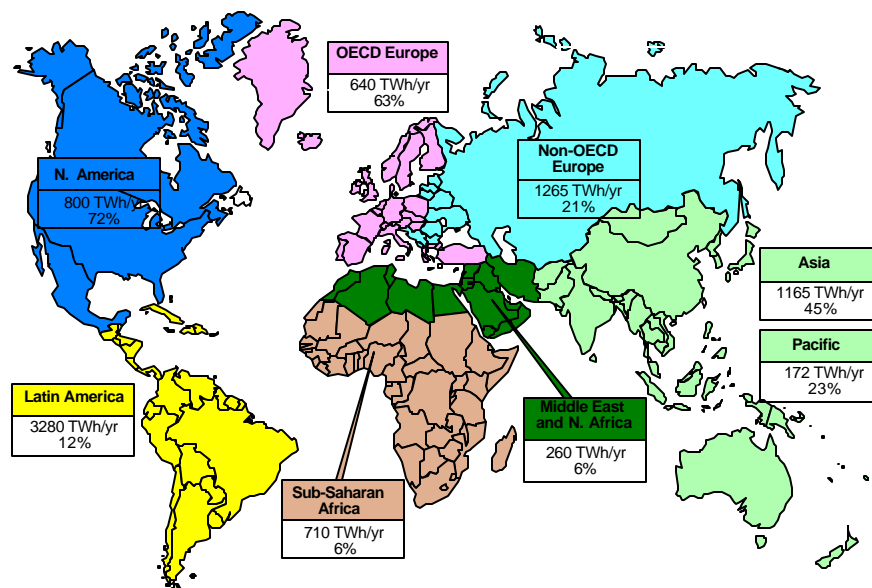 OECD Europe
640 TWh/yr
63%
N. America
800 TWh/yr
72%
Non-OECD
Europe
1265 TWh/yr
21%
Asia
1165 TWh/yr
45%
Pacific
172 TWh/yr
23%
Latin America
3280 TWh/yr
12%
Middle East
and N. Africa
260 TWh/yr
6%
Sub-Saharan
Africa
710 TWh/yr
6%